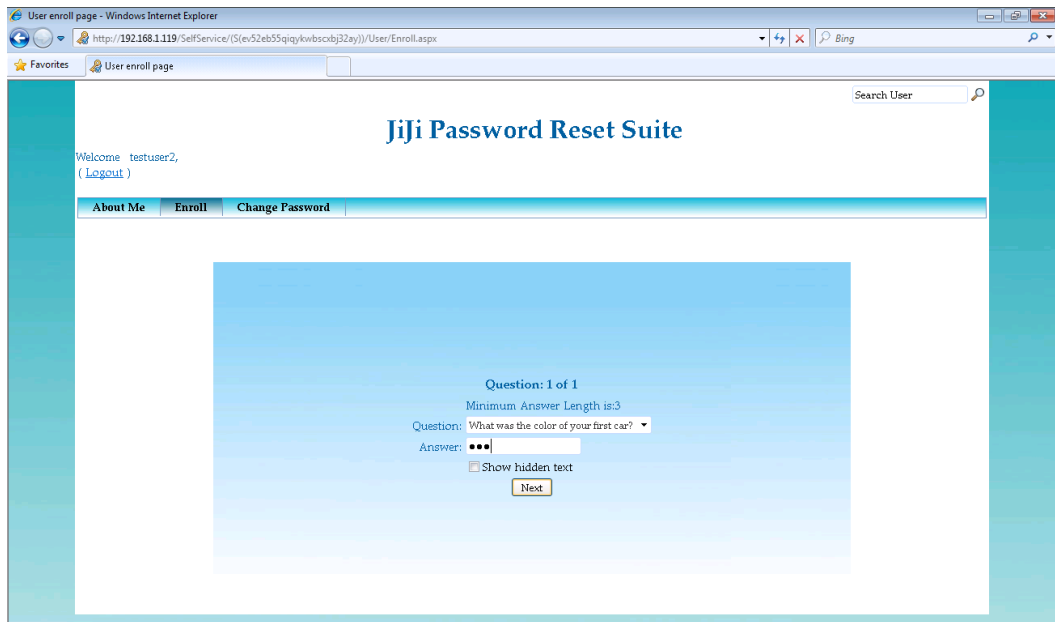 User enroll page - Windows Internet Explorer
http://192.168.1.119/SelfService/(S(ev52eb55qiqykwbscxbj32ay))/User/Enroll.aspx
Bing
Favorites
User enroll page
Search User
JiJi Password Reset Suite
Welcome testuser2,
( Logout )
About Me Enroll Change Password
Question: 1 of 1
Minimum Answer Length is:3
Question: What was the color of your first car?
Answer: •••
Show hidden text
Next